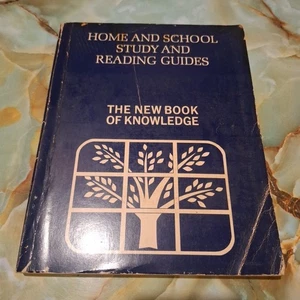 HOME AND SCHOOL
STUDY AND
READING GUIDES
THE NEW BOOK
OF KNOWLEDGE